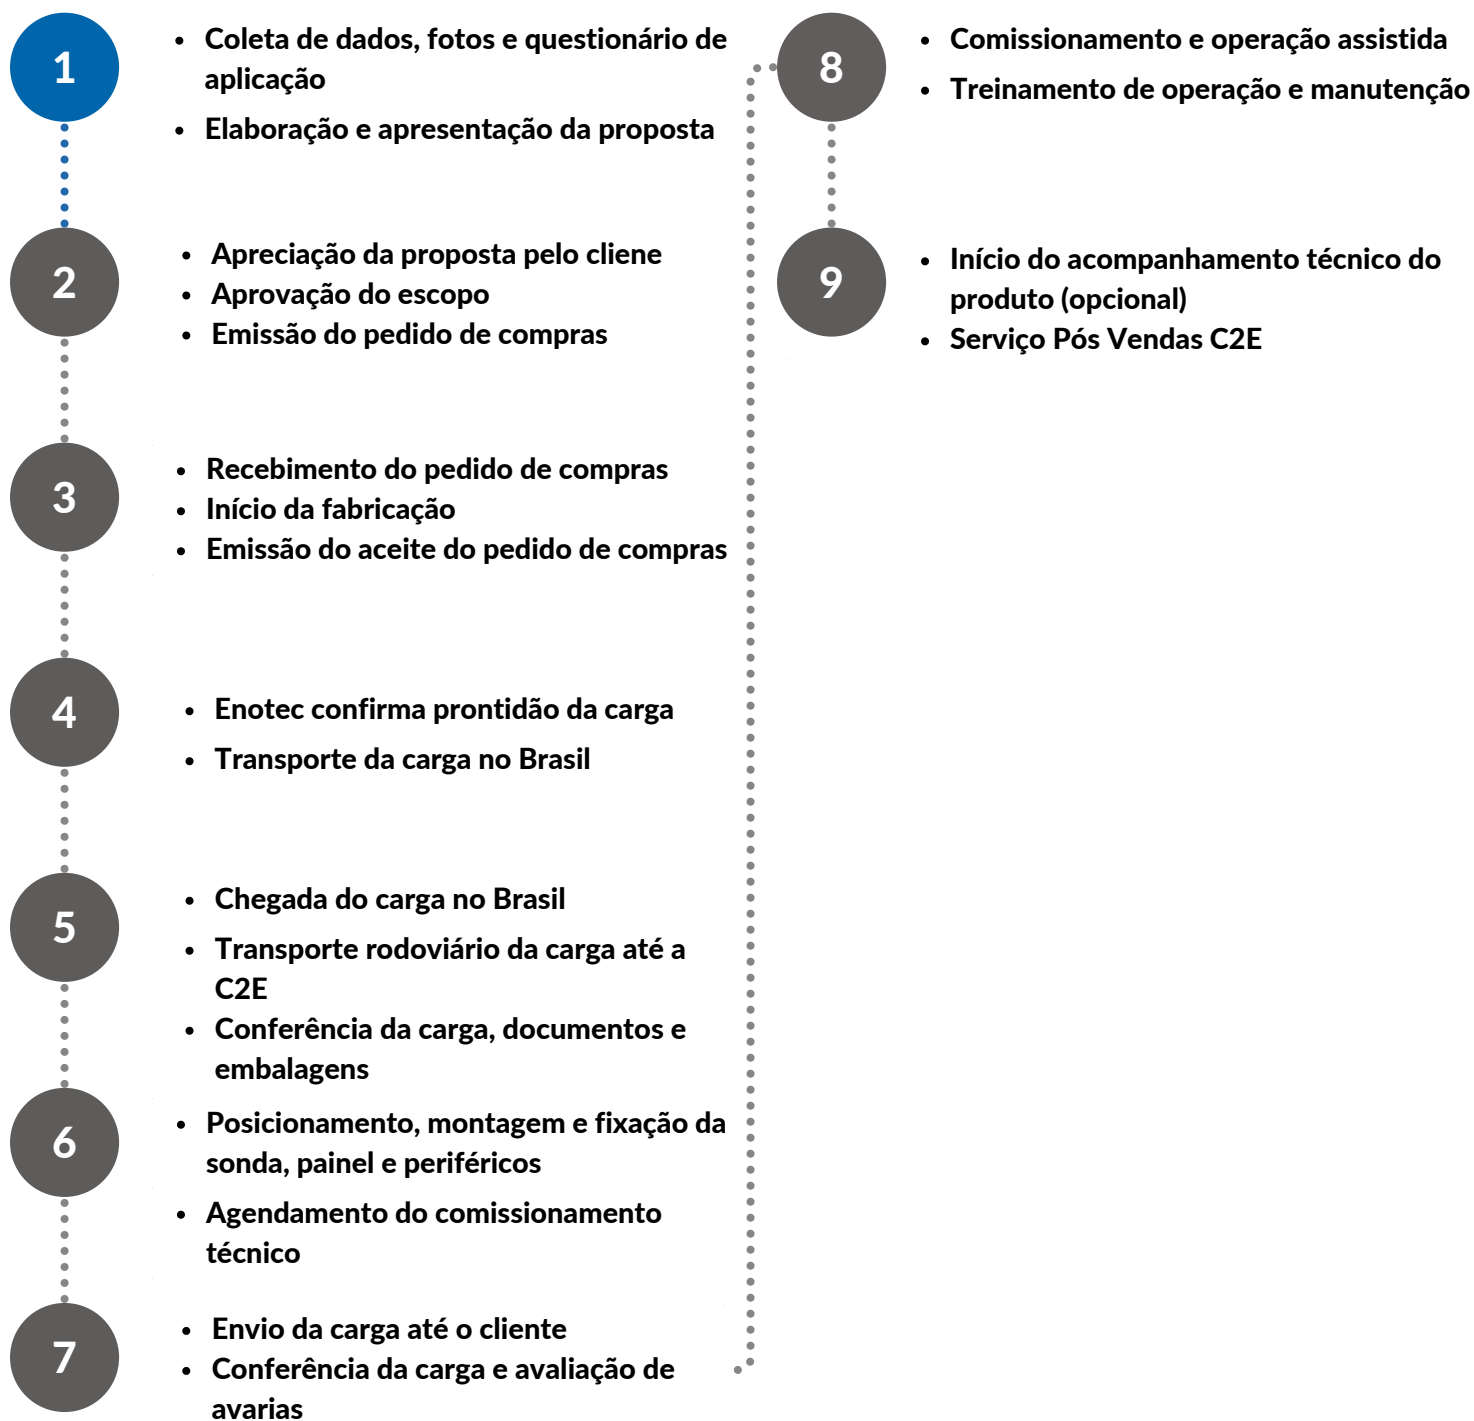 1
• Coleta de dados, fotos e questionário de
aplicação
• Elaboração e apresentação da proposta
2
• Apreciação da proposta pelo cliene
• Aprovação do escopo
• Emissão do pedido de compras
3
• Recebimento do pedido de compras
• Início da fabricação
• Emissão do aceite do pedido de compras
4
• Enotec confirma prontidão da carga
• Transporte da carga no Brasil
5
• Chegada do carga no Brasil
• Transporte rodoviário da carga até a
C2E
• Conferência da carga, documentos e
embalagens
6
• Posicionamento, montagem e fixação da
sonda, painel e periféricos
• Agendamento do comissionamento
técnico
7
• Envio da carga até o cliente
• Conferência da carga e avaliação de
avarias
8
• Comissionamento e operação assistida
• Treinamento de operação e manutenção
9
• Início do acompanhamento técnico do
produto (opcional)
• Serviço Pós Vendas C2E